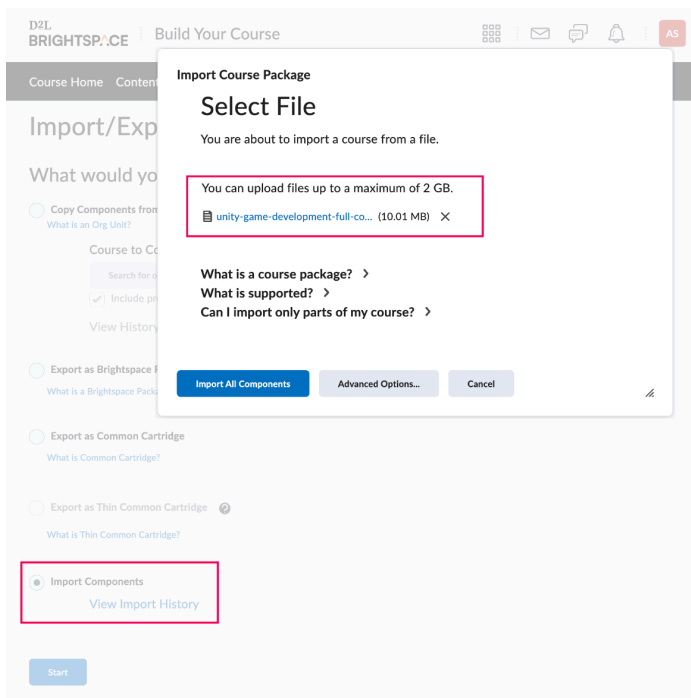 D2L
BRIGHTSPACE
Build Your Course
AS
Course Home Content
Import/Exp
What would yo
Copy Components from
What is an Org Unit?
Course to Co
Search for o
Include pr
View History
Export as Brightspace P
What is a Brightspace Packa
Export as Common Cartridge
What is Common Cartridge?
Export as Thin Common Cartridge
What is Thin Common Cartridge?
Import Components
View Import History
Start
Import Course Package
Select File
You are about to import a course from a file.
You can upload files up to a maximum of 2 GB.
unity-game-development-full-co... (10.01 MB)
What is a course package?
What is supported?
Can I import only parts of my course?
Import All Components Advanced Options... Cancel